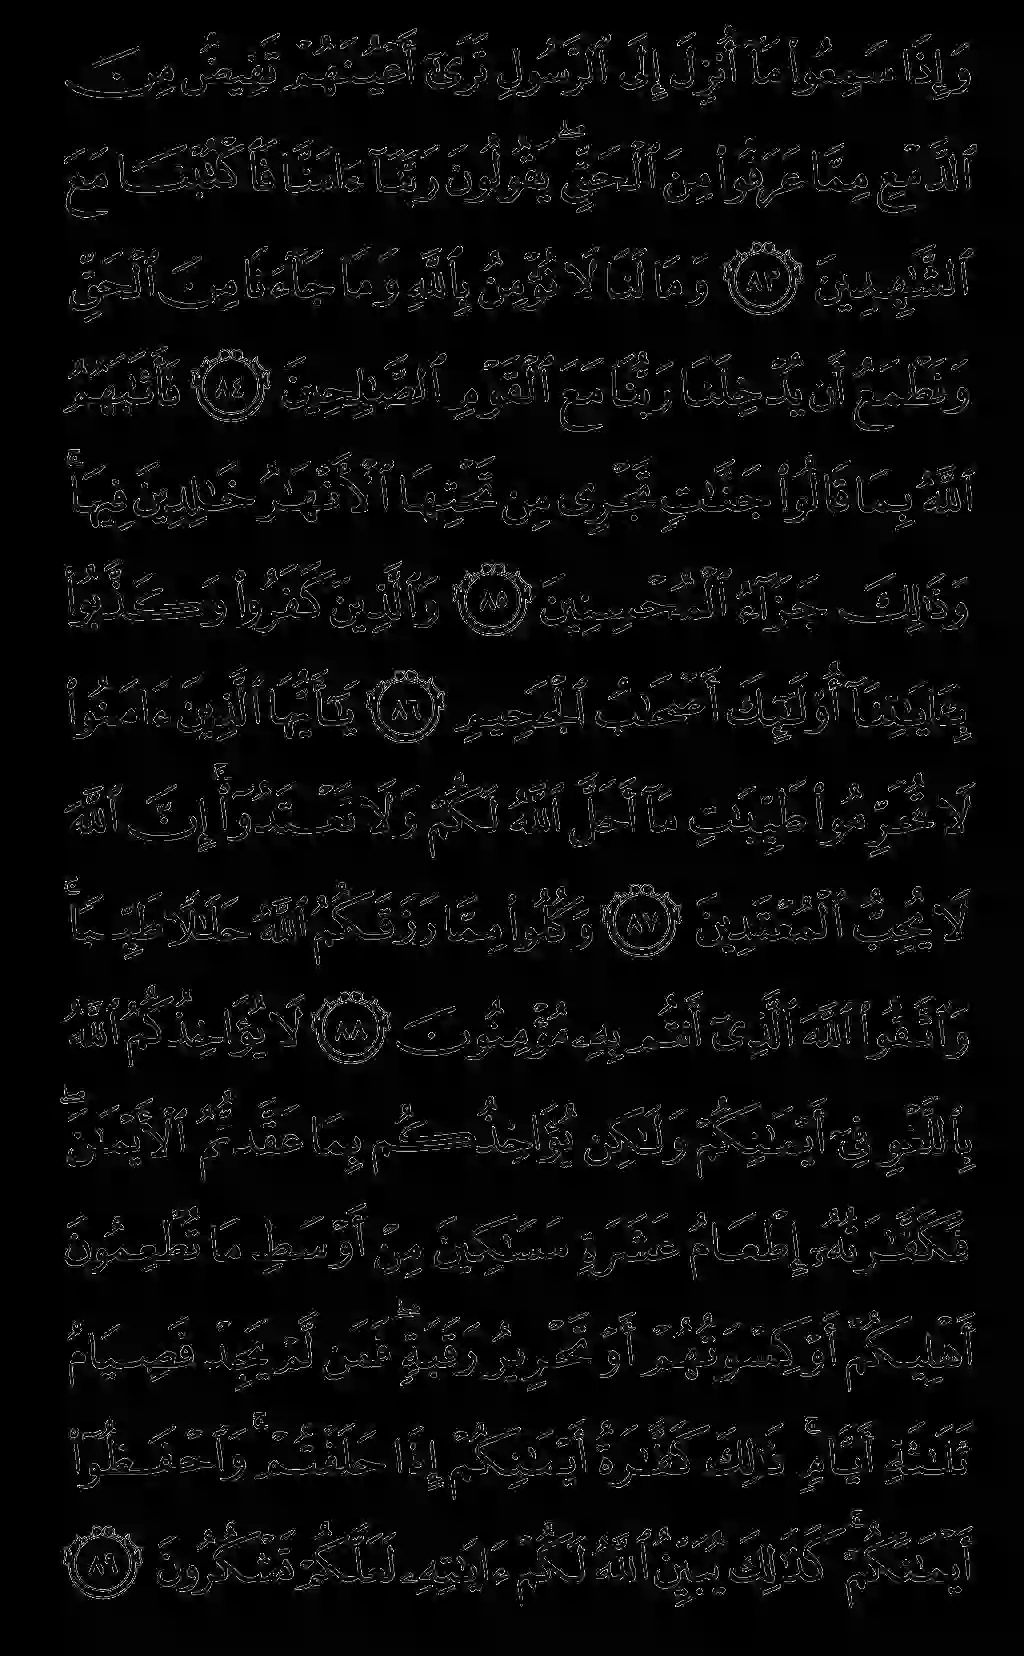 وَإِذَا سَمِعُوا۟ مَآ أُنزِلَ إِلَى ٱلرَّسُولِ تَرَىٰٓ أَعْيُنَهُمْ تَفِيضُ مِنَ
ٱلدَّمْعِ مِمَّا عَرَفُوا۟ مِنَ ٱلْحَقِّ ۖ يَقُولُونَ رَبَّنَآ ءَامَنَّا فَٱكْتُبْنَا مَعَ
ٱلشَّٰهِدِينَ ٨٣ وَمَا لَنَا لَا نُؤْمِنُ بِٱللَّهِ وَمَا جَآءَنَا مِنَ ٱلْحَقِّ
وَنَطْمَعُ أَن يُدْخِلَنَا رَبُّنَا مَعَ ٱلْقَوْمِ ٱلصَّٰلِحِينَ ٨٤ فَأَثَٰبَهُمُ
ٱللَّهُ بِمَا قَالُوا۟ جَنَّٰتٍ تَجْرِى مِن تَحْتِهَا ٱلْأَنْهَٰرُ خَٰلِدِينَ فِيهَا ۚ
وَذَٰلِكَ جَزَآءُ ٱلْمُحْسِنِينَ ٨٥ وَٱلَّذِينَ كَفَرُوا۟ وَكَذَّبُوا۟
بِـَٔايَٰتِنَآ أُو۟لَٰٓئِكَ أَصْحَٰبُ ٱلْجَحِيمِ ٨٦ يَٰٓأَيُّهَا ٱلَّذِينَ ءَامَنُوا۟
لَا تُحَرِّمُوا۟ طَيِّبَٰتِ مَآ أَحَلَّ ٱللَّهُ لَكُمْ وَلَا تَعْتَدُوٓا۟ ۚ إِنَّ ٱللَّهَ
لَا يُحِبُّ ٱلْمُعْتَدِينَ ٨٧ وَكُلُوا۟ مِمَّا رَزَقَكُمُ ٱللَّهُ حَلَٰلًا طَيِّبًا ۚ
وَٱتَّقُوا۟ ٱللَّهَ ٱلَّذِىٓ أَنتُم بِهِۦ مُؤْمِنُونَ ٨٨ لَا يُؤَاخِذُكُمُ ٱللَّهُ
بِٱللَّغْوِ فِىٓ أَيْمَٰنِكُمْ وَلَٰكِن يُؤَاخِذُكُم بِمَا عَقَّدتُّمُ ٱلْأَيْمَٰنَ ۖ
فَكَفَّٰرَتُهُۥٓ إِطْعَامُ عَشَرَةِ مَسَٰكِينَ مِنْ أَوْسَطِ مَا تُطْعِمُونَ
أَهْلِيكُمْ أَوْ كِسْوَتُهُمْ أَوْ تَحْرِيرُ رَقَبَةٍ ۖ فَمَن لَّمْ يَجِدْ فَصِيَامُ
ثَلَٰثَةِ أَيَّامٍ ۚ ذَٰلِكَ كَفَّٰرَةُ أَيْمَٰنِكُمْ إِذَا حَلَفْتُمْ ۚ وَٱحْفَظُوٓا۟
أَيْمَٰنَكُمْ ۚ كَذَٰلِكَ يُبَيِّنُ ٱللَّهُ لَكُمْ ءَايَٰتِهِۦ لَعَلَّكُمْ تَشْكُرُونَ ٨٩